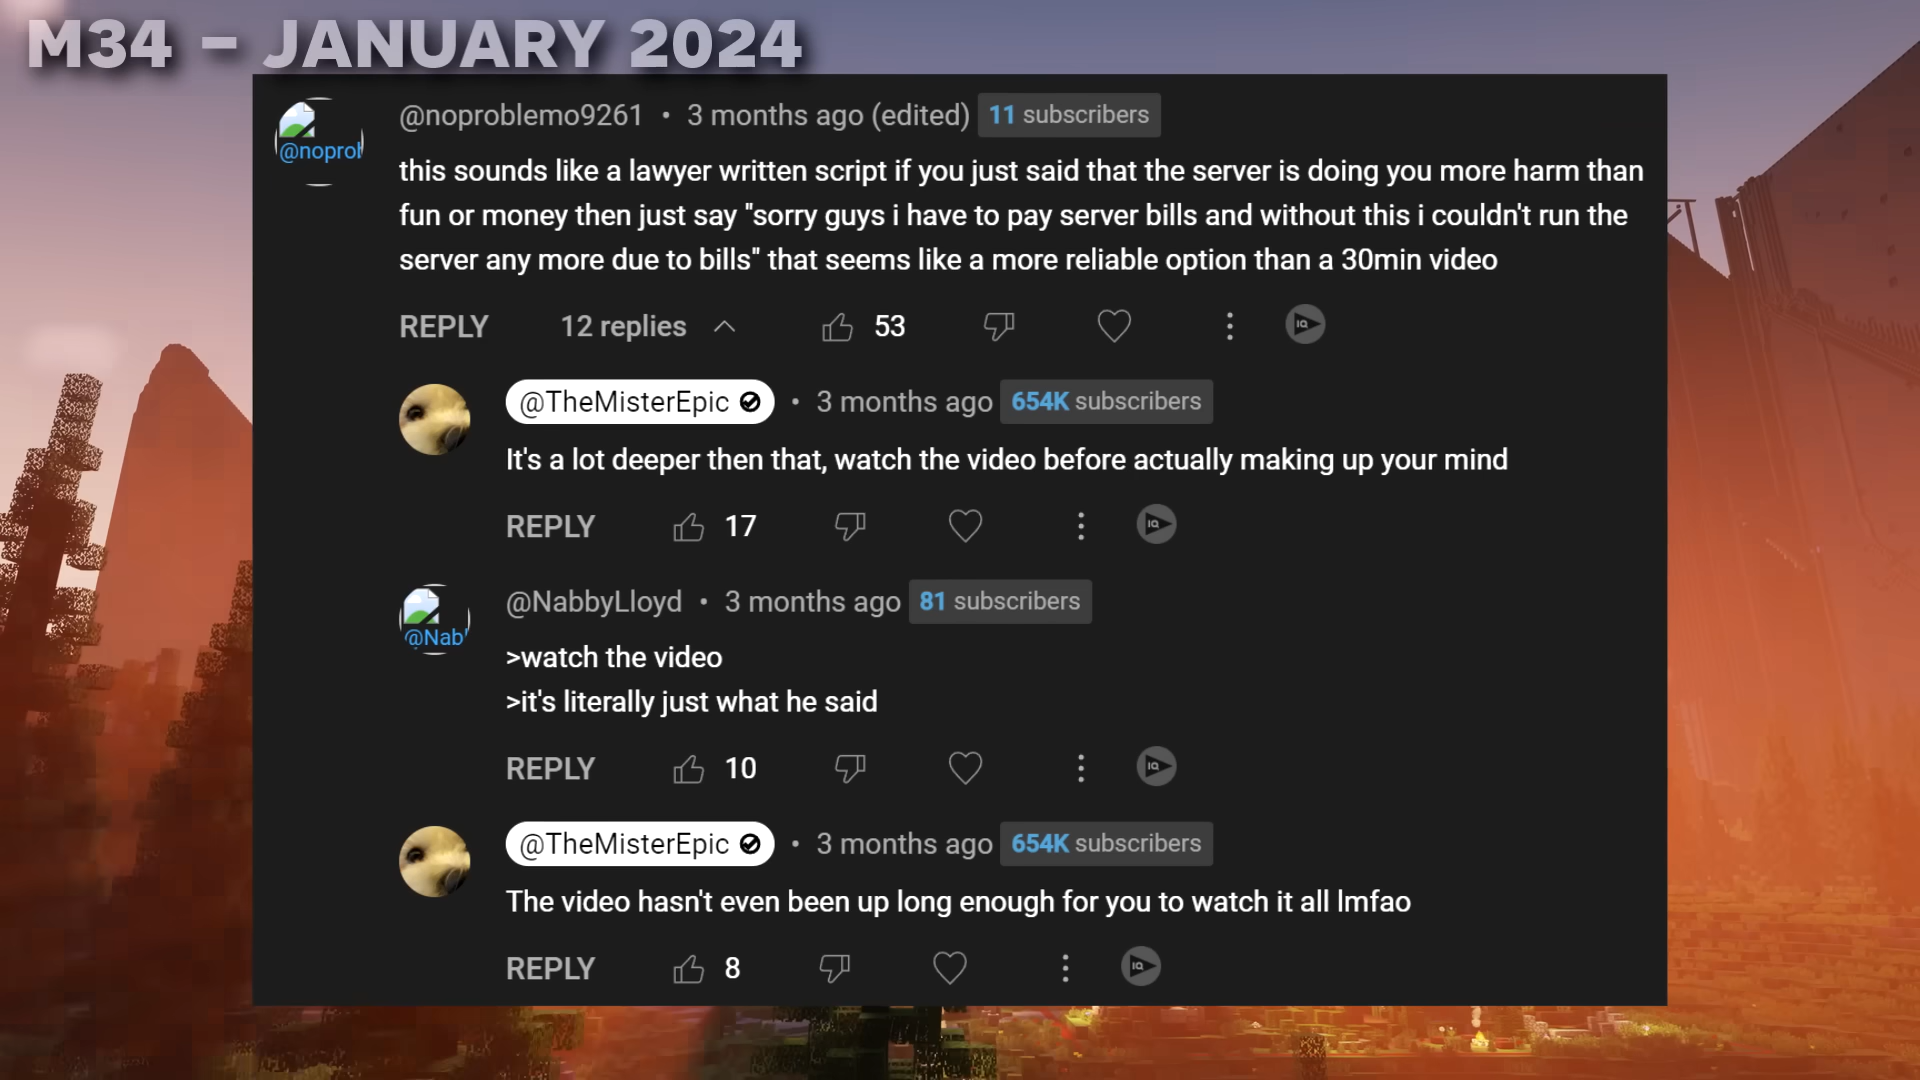 M34 – JANUARY 2024
@noproblemo9261 • 3 months ago (edited) 11 subscribers
@noprol
this sounds like a lawyer written script if you just said that the server is doing you more harm than
fun or money then just say "sorry guys i have to pay server bills and without this i couldn't run the
server any more due to bills" that seems like a more reliable option than a 30min video
REPLY 12 replies 53
IQ
@TheMisterEpic • 3 months ago 654K subscribers
It's a lot deeper then that, watch the video before actually making up your mind
REPLY 17
IQ
@NabbyLloyd • 3 months ago 81 subscribers
@Nab
>watch the video
>it's literally just what he said
REPLY 10
IQ
@TheMisterEpic • 3 months ago 654K subscribers
The video hasn't even been up long enough for you to watch it all lmfao
REPLY 8
IQ